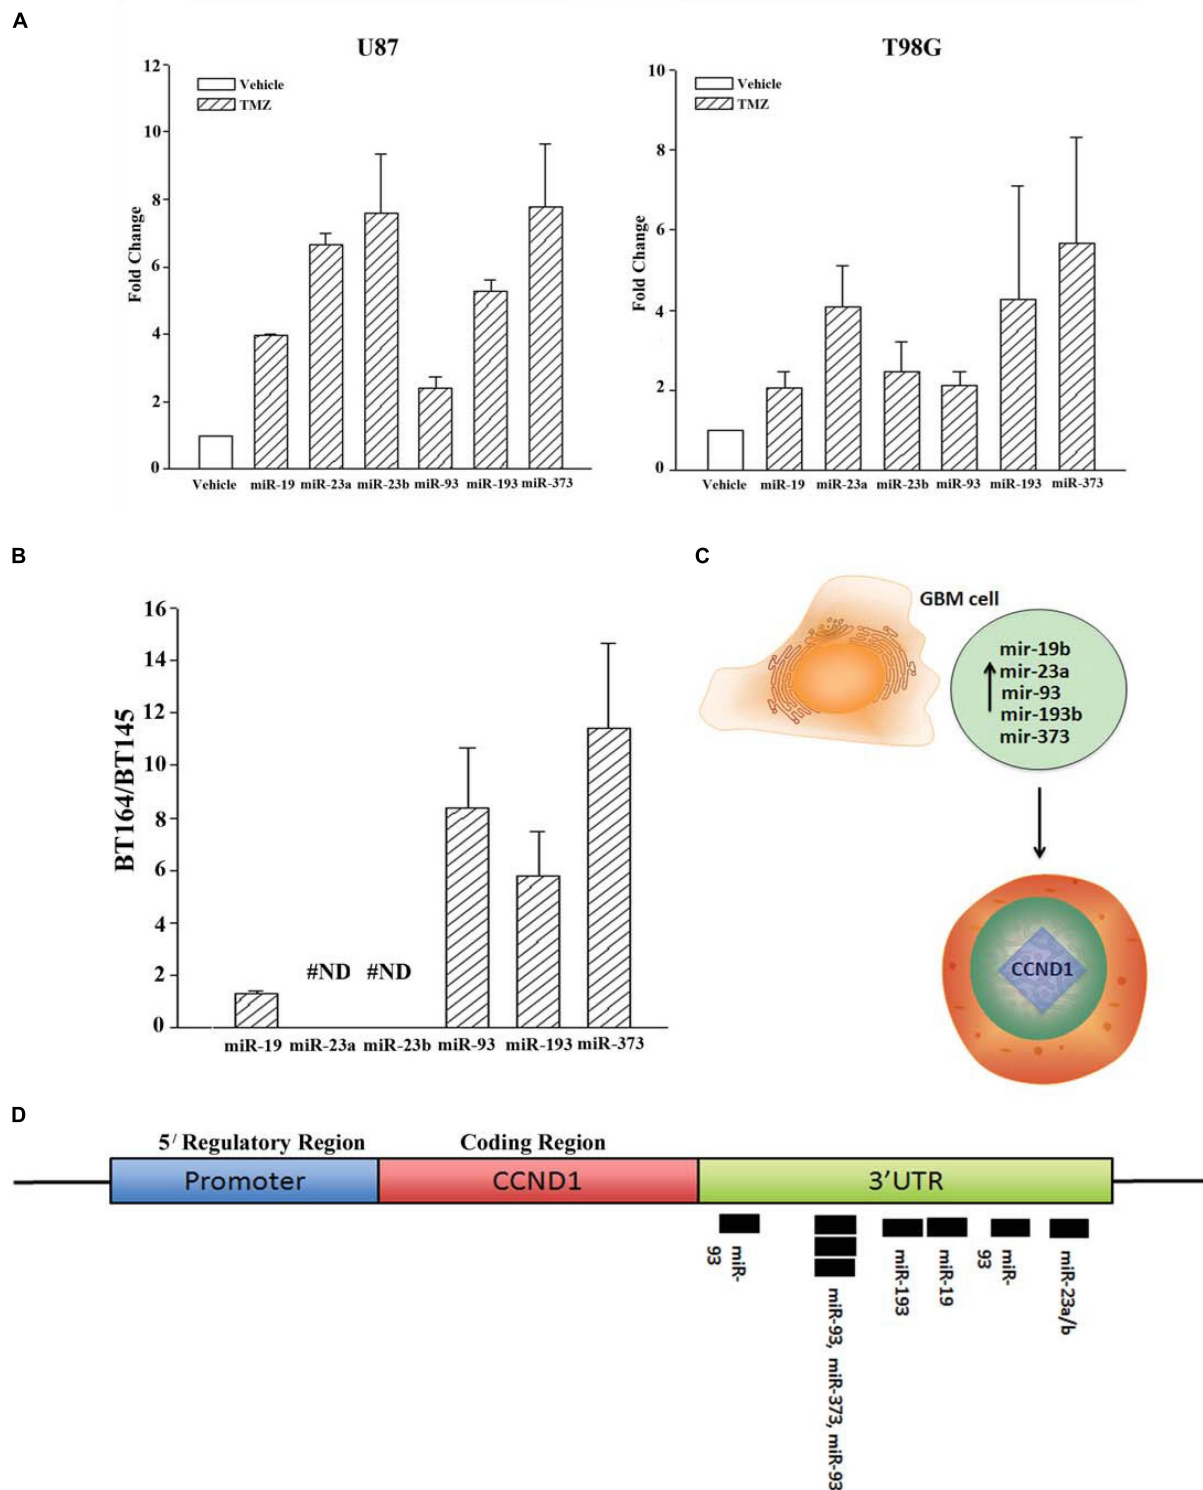 A
U87
12
10
8
6
4
2
0
Fold Change
Vehicle
TMZ
Vehicle miR-19 miR-23a miR-23b miR-93 miR-193 miR-373
T98G
10
8
6
4
2
0
Fold Change
Vehicle
TMZ
Vehicle miR-19 miR-23a miR-23b miR-93 miR-193 miR-373
B
16
14
12
10
8
6
4
2
0
BT164/BT145
#ND #ND
miR-19 miR-23a miR-23b miR-93 miR-193 miR-373
C
GBM cell
mir-19b
mir-23a
mir-93
mir-193b
mir-373
CCND1
D
5/ Regulatory Region Coding Region
Promoter CCND1 3’UTR
miR-
93
miR-93, miR-373, miR-93
miR-193
miR-19
miR-
93
miR-23a/b